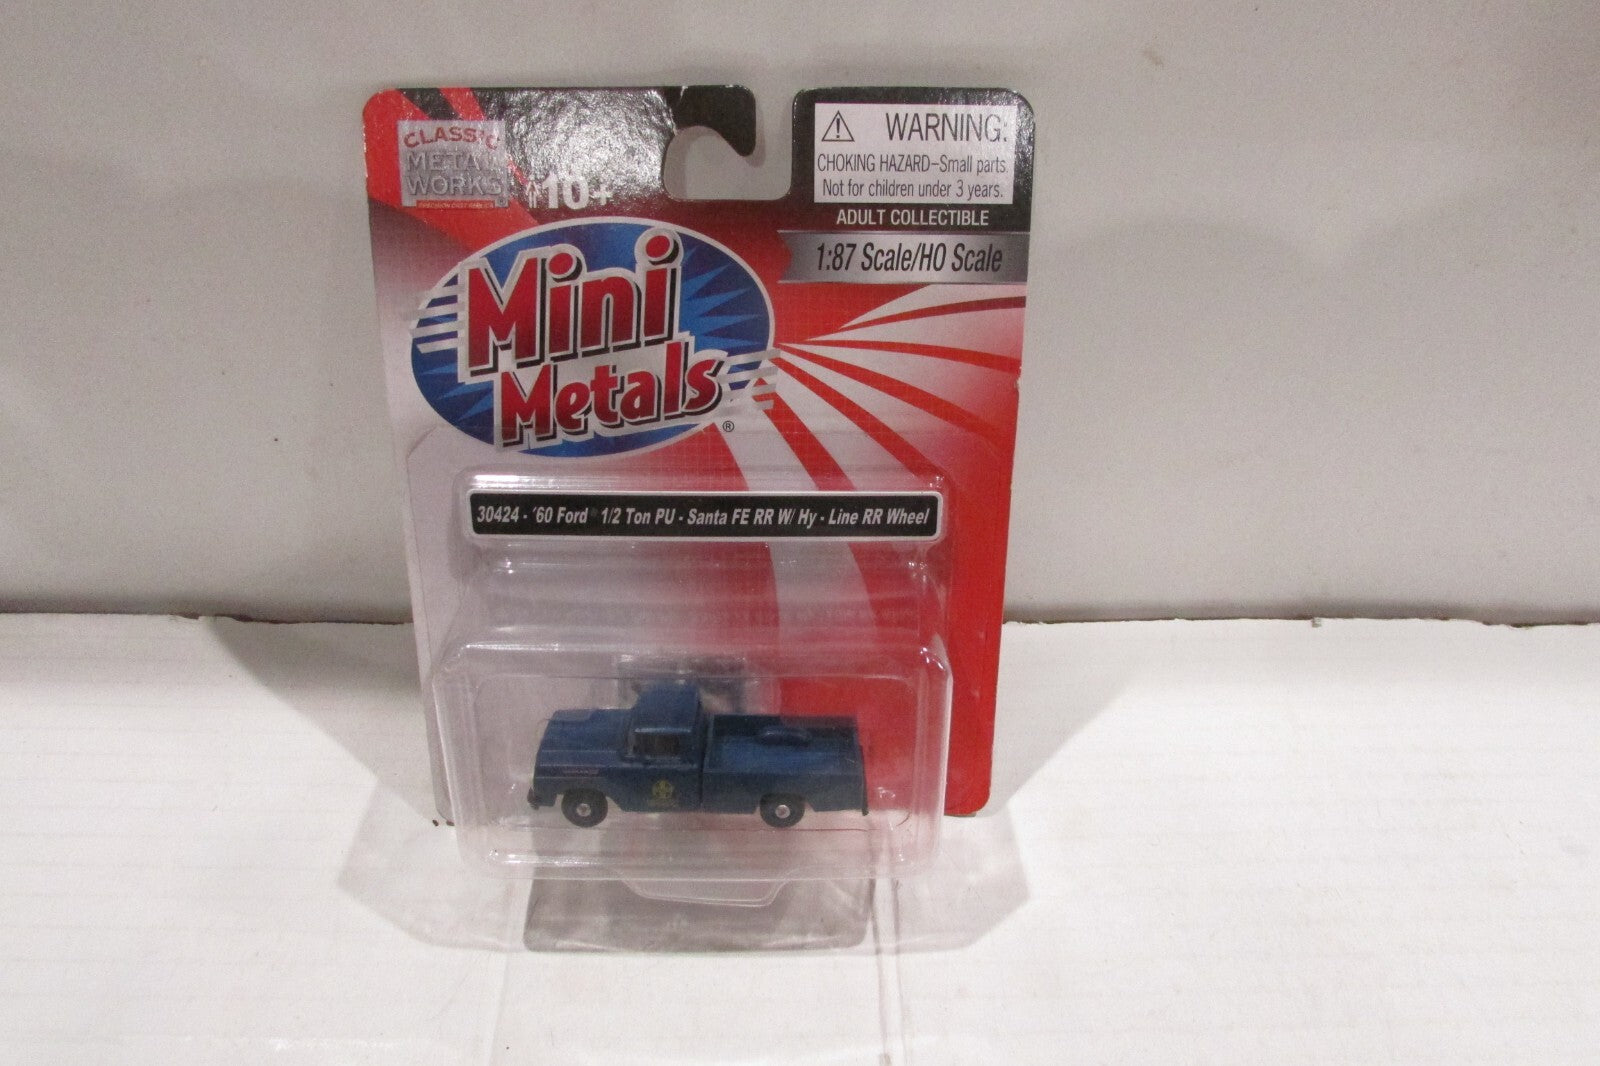 CLASSIC
METAL
WORKS
10+
WARNING:
CHOKING HAZARD–Small parts.
Not for children under 3 years.
ADULT COLLECTIBLE
1:87 Scale/HO Scale
Mini
Metals
®
30424 - '60 Ford 1/2 Ton PU - Santa FE RR W/ Hy - Line RR Wheel